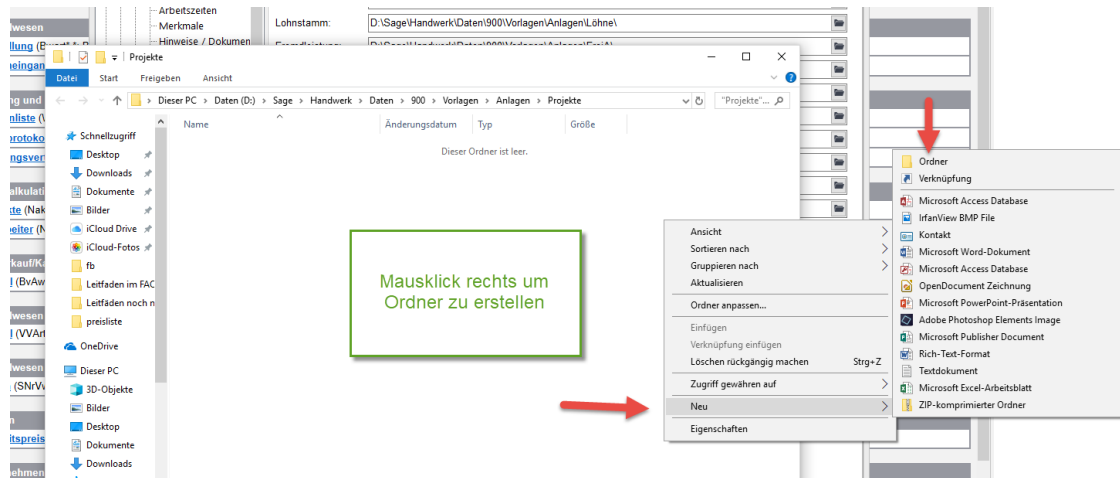 Arbeitszeiten
Merkmale
Hinweise / Dokumen
Lohnstamm:
D:\Sage\Handwerk\Daten\900\Vorlagen\Anlagen\Löhne\
Projekte
Datei Start Freigeben Ansicht
Dieser PC > Daten (D:) > Sage > Handwerk > Daten > 900 > Vorlagen > Anlagen > Projekte
"Projekte"...
Name Änderungsdatum Typ Größe
Dieser Ordner ist leer.
Schnellzugriff
Desktop
Downloads
Dokumente
Bilder
iCloud Drive
iCloud-Fotos
fb
Leitfaden im FAC
Leitfäden noch n
preisliste
OneDrive
Dieser PC
3D-Objekte
Bilder
Desktop
Dokumente
Downloads
Mausklick rechts um
Ordner zu erstellen
Ansicht
Sortieren nach
Gruppieren nach
Aktualisieren
Ordner anpassen...
Einfügen
Verknüpfung einfügen
Löschen rückgängig machen Strg+Z
Zugriff gewähren auf
Neu
Eigenschaften
Ordner
Verknüpfung
Microsoft Access Database
IrfanView BMP File
Kontakt
Microsoft Word-Dokument
Microsoft Access Database
OpenDocument Zeichnung
Microsoft PowerPoint-Präsentation
Adobe Photoshop Elements Image
Microsoft Publisher Document
Rich-Text-Format
Textdokument
Microsoft Excel-Arbeitsblatt
ZIP-komprimierter Ordner